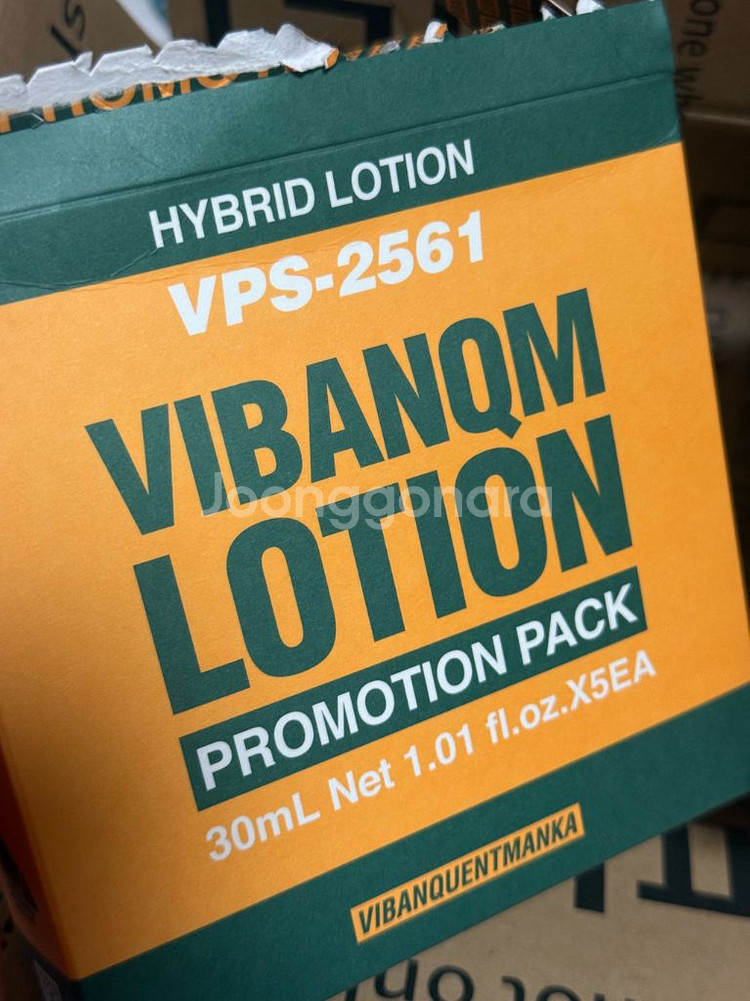 HYBRID LOTION
VPS-2561
VIBANQM
LOTION
Joonggonara
PROMOTION PACK
30mL Net 1.01 fl.oz.X5EA
VIBANQUENTMANKA